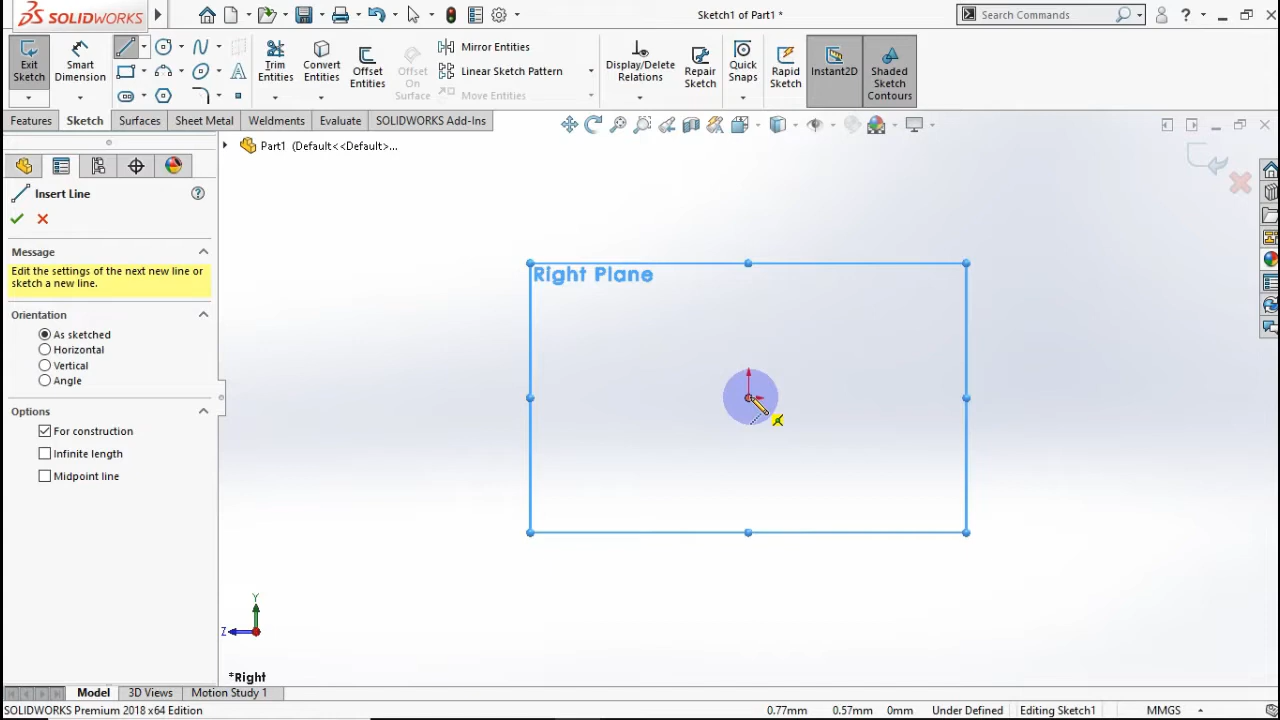 SOLIDWORKS
Sketch1 of Part1 *
Search Commands
?
Exit Sketch
Smart Dimension
Trim Entities
Convert Entities
Offset Entities
Offset On Surface
Mirror Entities
Linear Sketch Pattern
Move Entities
Display/Delete Relations
Repair Sketch
Quick Snaps
Rapid Sketch
Instant2D
Shaded Sketch Contours
Features
Sketch
Surfaces
Sheet Metal
Weldments
Evaluate
SOLIDWORKS Add-Ins
Part1 (Default<<Default>...
Insert Line
?
Message
Edit the settings of the next new line or
sketch a new line.
Orientation
As sketched
Horizontal
Vertical
Angle
Options
For construction
Infinite length
Midpoint line
Right Plane
Y
Z
*Right
Model
3D Views
Motion Study 1
SOLIDWORKS Premium 2018 x64 Edition
0.77mm
0.57mm
0mm
Under Defined
Editing Sketch1
MMGS